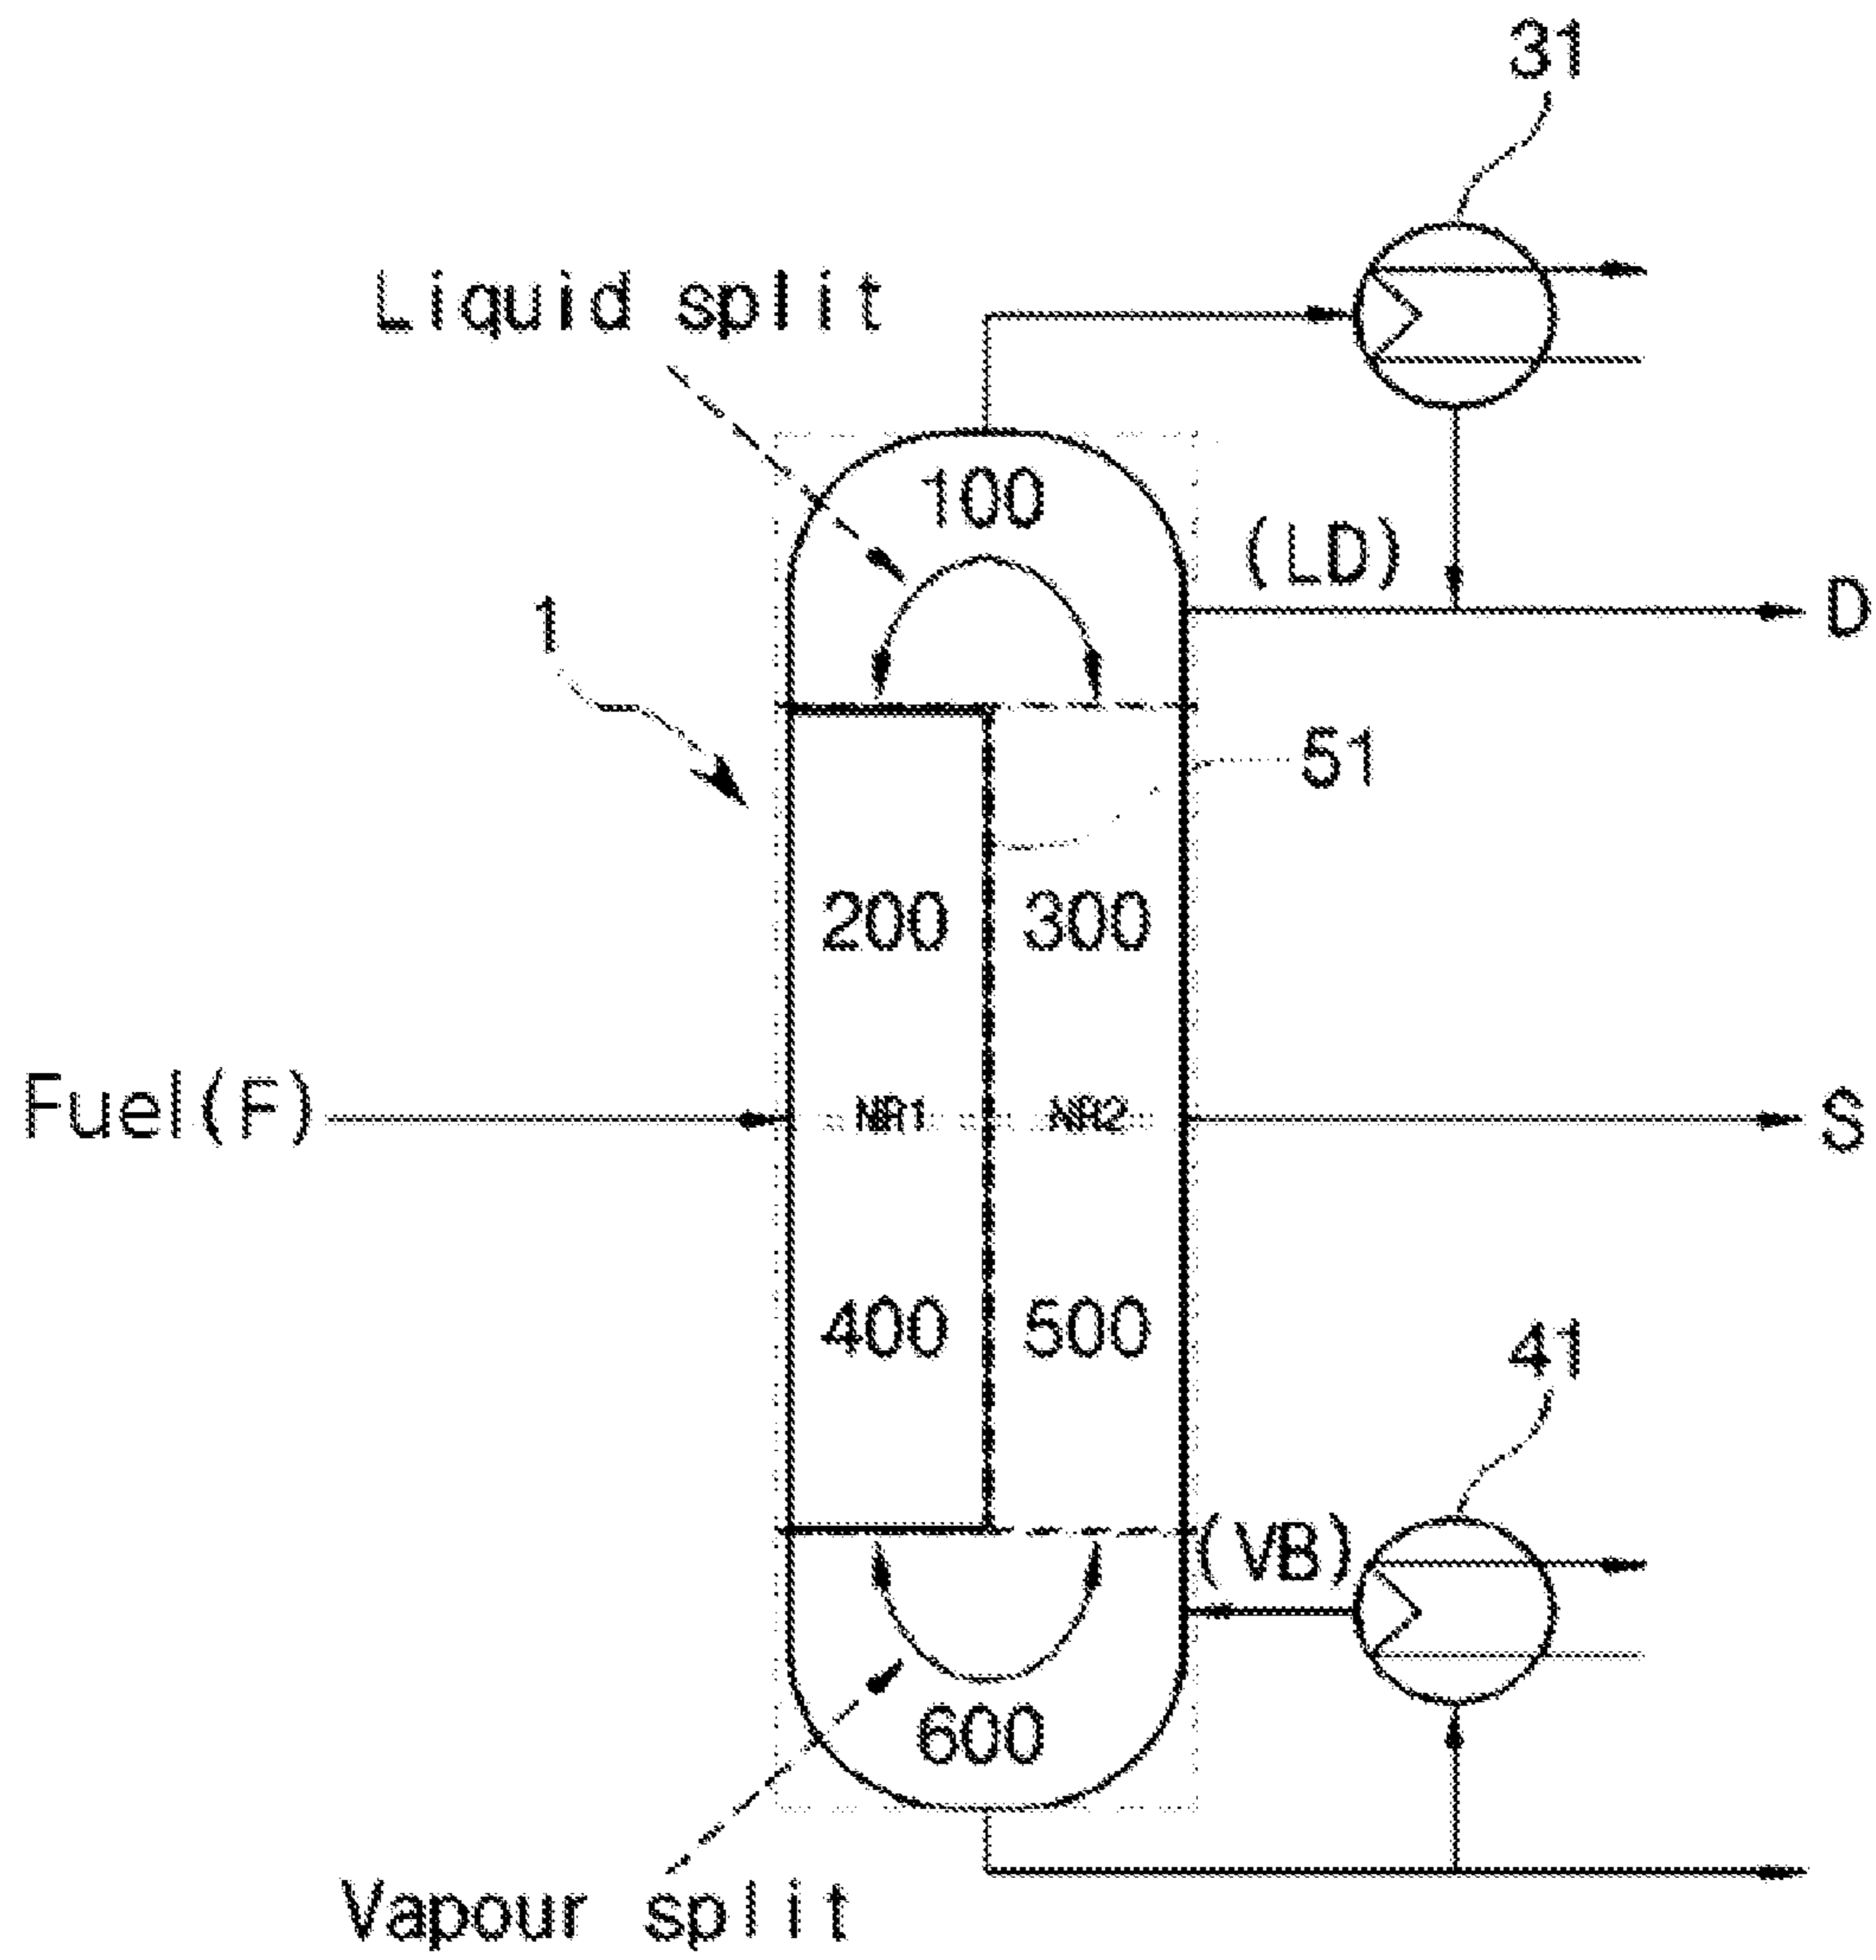 31
Liquid split
100
(LD)
D
1
51
200
300
Fuel(F)
NR1
NR2
S
400
500
41
(VB)
600
Vapour split